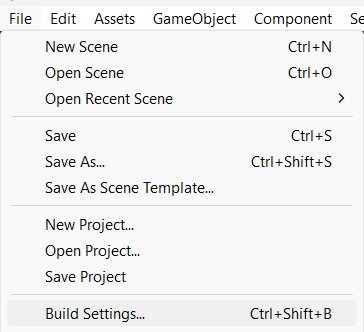 File Edit Assets GameObject Component Se
New Scene Ctrl+N
Open Scene Ctrl+O
Open Recent Scene
Save Ctrl+S
Save As... Ctrl+Shift+S
Save As Scene Template...
New Project...
Open Project...
Save Project
Build Settings... Ctrl+Shift+B